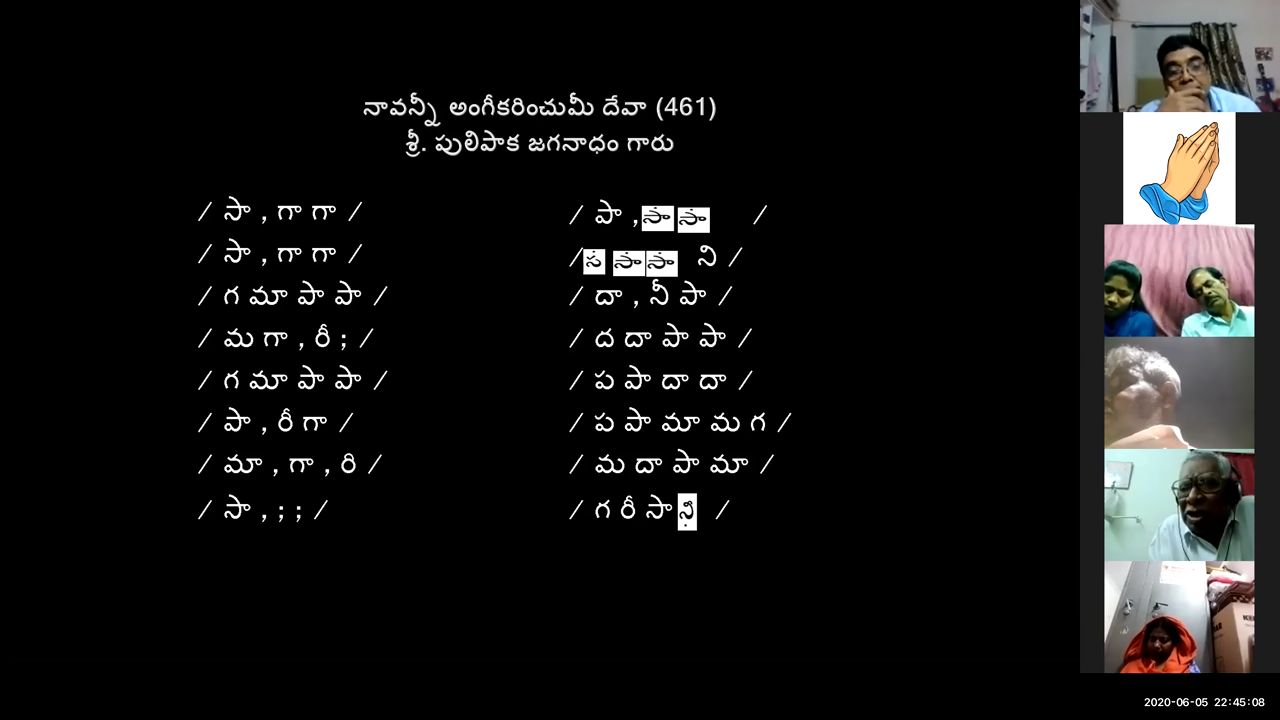 నావన్నీ అంగీకరించుమీ దేవా (461)
శ్రీ. పులిపాక జగనాధం గారు
/ సా , గా గా /
/ సా , గా గా /
/ గ మా పా పా /
/ మ గా , రీ ; /
/ గ మా పా పా /
/ పా , రీ గా /
/ మా , గా , రి /
/ సా , ; ; /
/ పా , సా̇ సా̇ /
/ స̇ సా̇ సా̇ ని /
/ దా , నీ పా /
/ ద దా పా పా /
/ ప పా దా దా /
/ ప పా మా మ గ /
/ మ దా పా మా /
/ గ రీ సా ని̣ /
2020-06-05 22:45:08